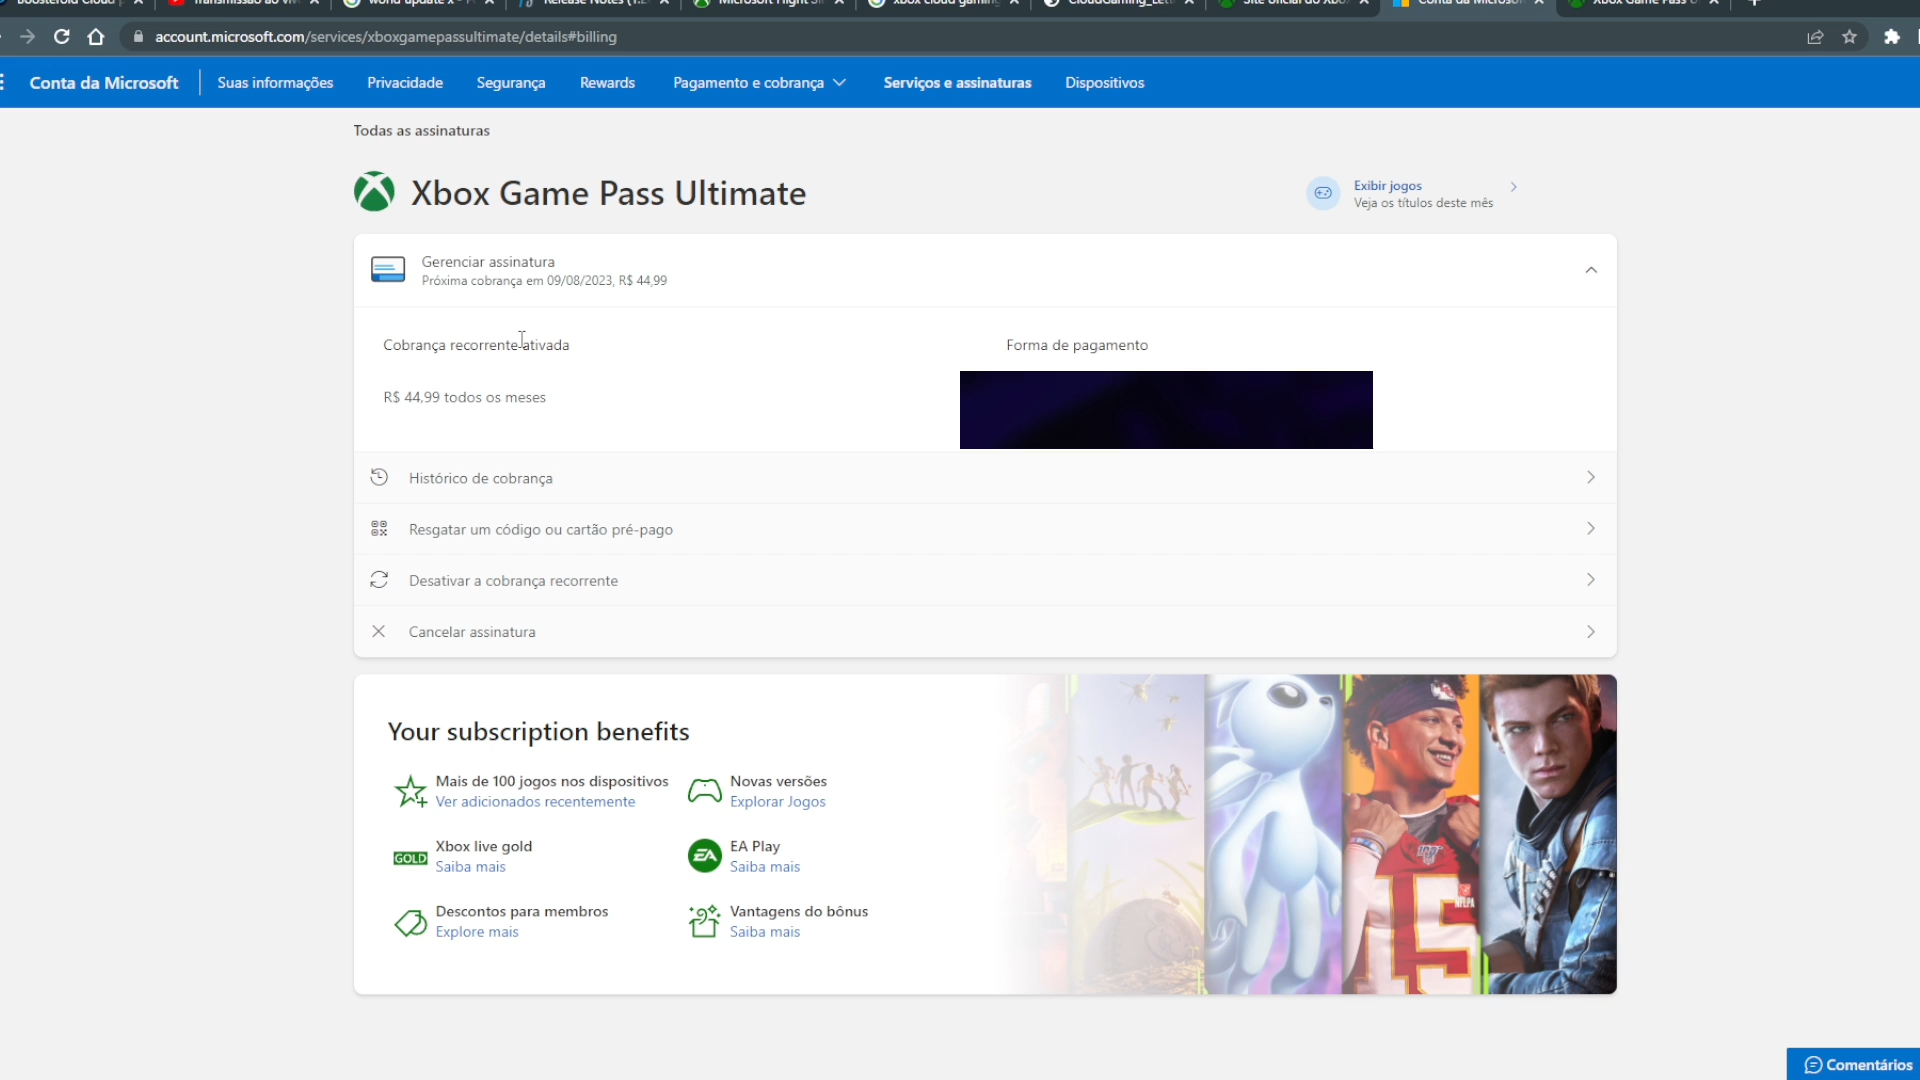 account.microsoft.com/services/xboxgamepassultimate/details#billing
Conta da Microsoft
Suas informações
Privacidade
Segurança
Rewards
Pagamento e cobrança
Serviços e assinaturas
Dispositivos
Todas as assinaturas
Xbox Game Pass Ultimate
Exibir jogos
Veja os títulos deste mês
Gerenciar assinatura
Próxima cobrança em 09/08/2023, R$ 44,99
Cobrança recorrente ativada
Forma de pagamento
R$ 44,99 todos os meses
Histórico de cobrança
Resgatar um código ou cartão pré-pago
Desativar a cobrança recorrente
Cancelar assinatura
Your subscription benefits
Mais de 100 jogos nos dispositivos
Ver adicionados recentemente
Novas versões
Explorar Jogos
GOLD
Xbox live gold
Saiba mais
EA
EA Play
Saiba mais
Descontos para membros
Explore mais
Vantagens do bônus
Saiba mais
15
NFLPA
Comentários